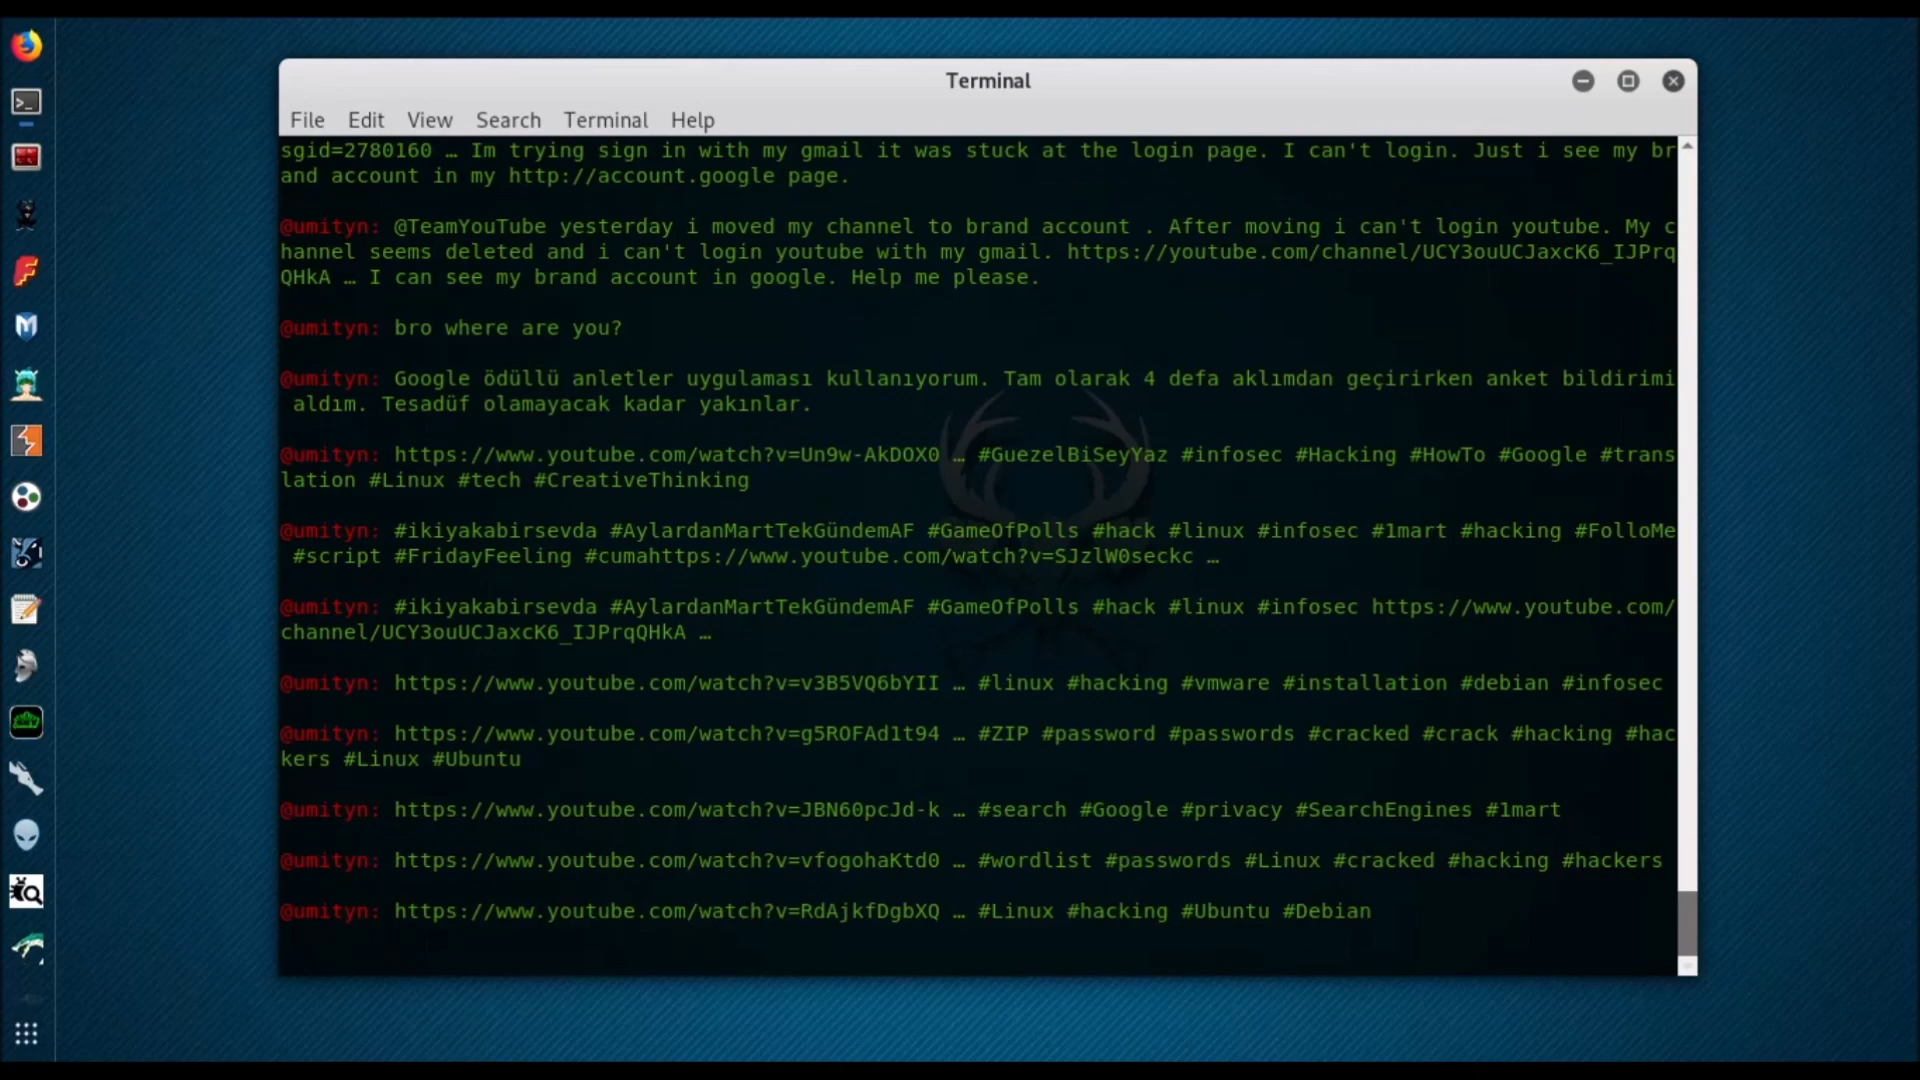 Terminal
File Edit View Search Terminal Help
sgid=2780160 … Im trying sign in with my gmail it was stuck at the login page. I can't login. Just i see my br
and account in my http://account.google page.
@umityn: @TeamYouTube yesterday i moved my channel to brand account . After moving i can't login youtube. My c
hannel seems deleted and i can't login youtube with my gmail. https://youtube.com/channel/UCY3ouUCJaxcK6_IJPrq
QHkA … I can see my brand account in google. Help me please.
@umityn: bro where are you?
@umityn: Google ödüllü anletler uygulaması kullanıyorum. Tam olarak 4 defa aklımdan geçirirken anket bildirimi
aldım. Tesadüf olamayacak kadar yakınlar.
@umityn: https://www.youtube.com/watch?v=Un9w-AkDOX0 … #GuezelBiSeyYaz #infosec #Hacking #HowTo #Google #trans
lation #Linux #tech #CreativeThinking
@umityn: #ikiyakabirsevda #AylardanMartTekGündemAF #GameOfPolls #hack #linux #infosec #1mart #hacking #FolloMe
#script #FridayFeeling #cumahttps://www.youtube.com/watch?v=SJzlW0seckc …
@umityn: #ikiyakabirsevda #AylardanMartTekGündemAF #GameOfPolls #hack #linux #infosec https://www.youtube.com/
channel/UCY3ouUCJaxcK6_IJPrqQHkA …
@umityn: https://www.youtube.com/watch?v=v3B5VQ6bYII … #linux #hacking #vmware #installation #debian #infosec
@umityn: https://www.youtube.com/watch?v=g5ROFAd1t94 … #ZIP #password #passwords #cracked #crack #hacking #hac
kers #Linux #Ubuntu
@umityn: https://www.youtube.com/watch?v=JBN60pcJd-k … #search #Google #privacy #SearchEngines #1mart
@umityn: https://www.youtube.com/watch?v=vfogohaKtd0 … #wordlist #passwords #Linux #cracked #hacking #hackers
@umityn: https://www.youtube.com/watch?v=RdAjkfDgbXQ … #Linux #hacking #Ubuntu #Debian